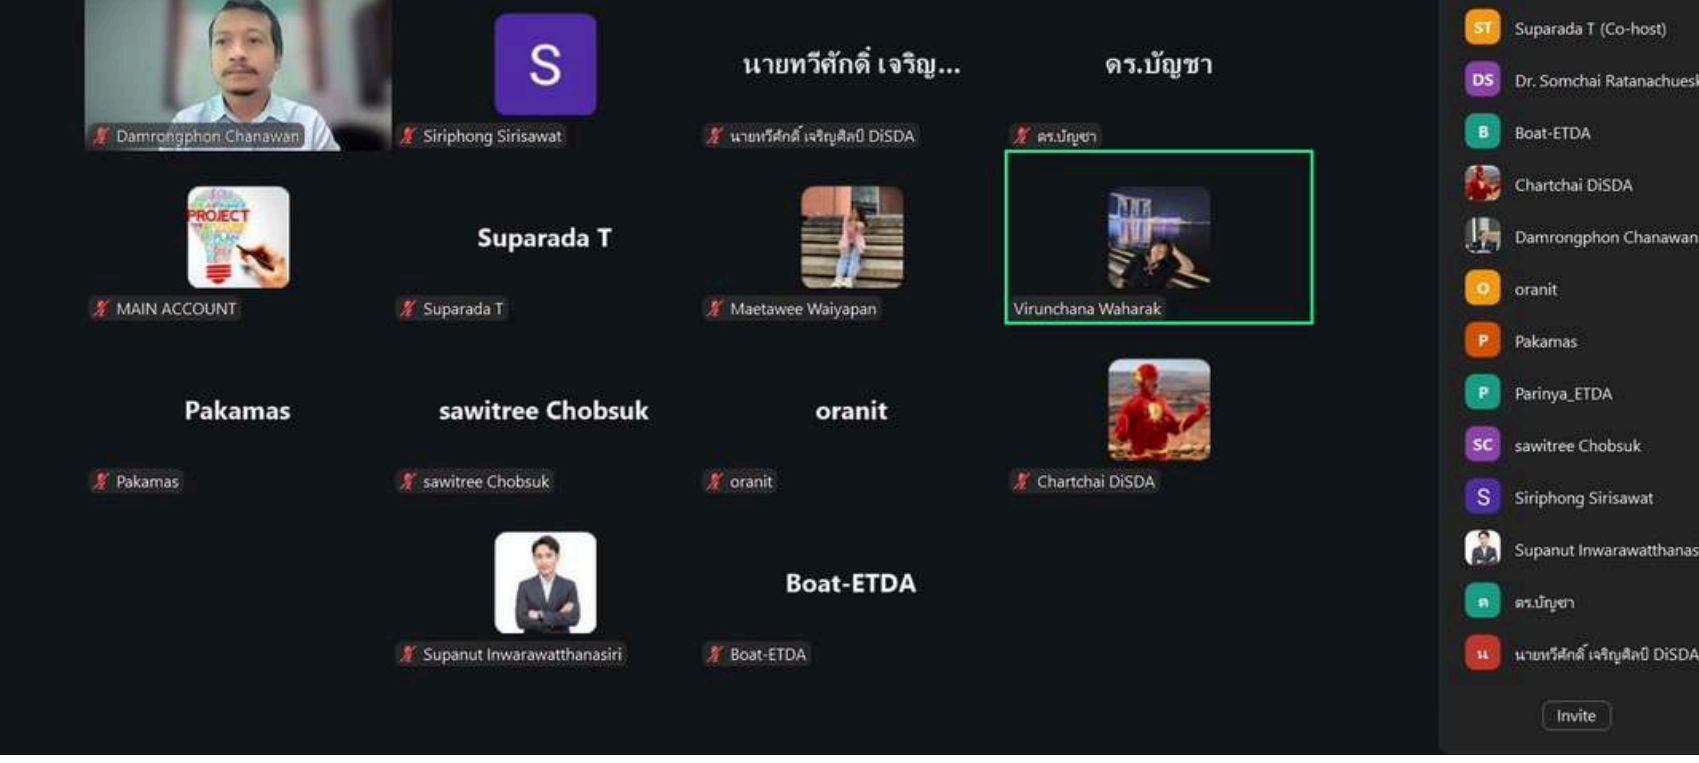 Damrongphon Chanawan
S
Siriphong Sirisawat
นายทวีศักดิ์ เจริญ...
นายทวีศักดิ์ เจริญศิลป์ DiSDA
ดร.บัญชา
ดร.บัญชา
PROJECT
MAIN ACCOUNT
Suparada T
Suparada T
Maetawee Waiyapan
Virunchana Waharak
Pakamas
Pakamas
sawitree Chobsuk
sawitree Chobsuk
oranit
oranit
Chartchai DiSDA
Supanut Inwarawatthanasiri
Boat-ETDA
Boat-ETDA
ST Suparada T (Co-host)
DS Dr. Somchai Ratanachuesk
B Boat-ETDA
Chartchai DiSDA
Damrongphon Chanawan
O oranit
P Pakamas
P Parinya_ETDA
SC sawitree Chobsuk
S Siriphong Sirisawat
Supanut Inwarawatthanas
ด ดร.บัญชา
น นายทวีศักดิ์ เจริญศิลป์ DiSDA
Invite